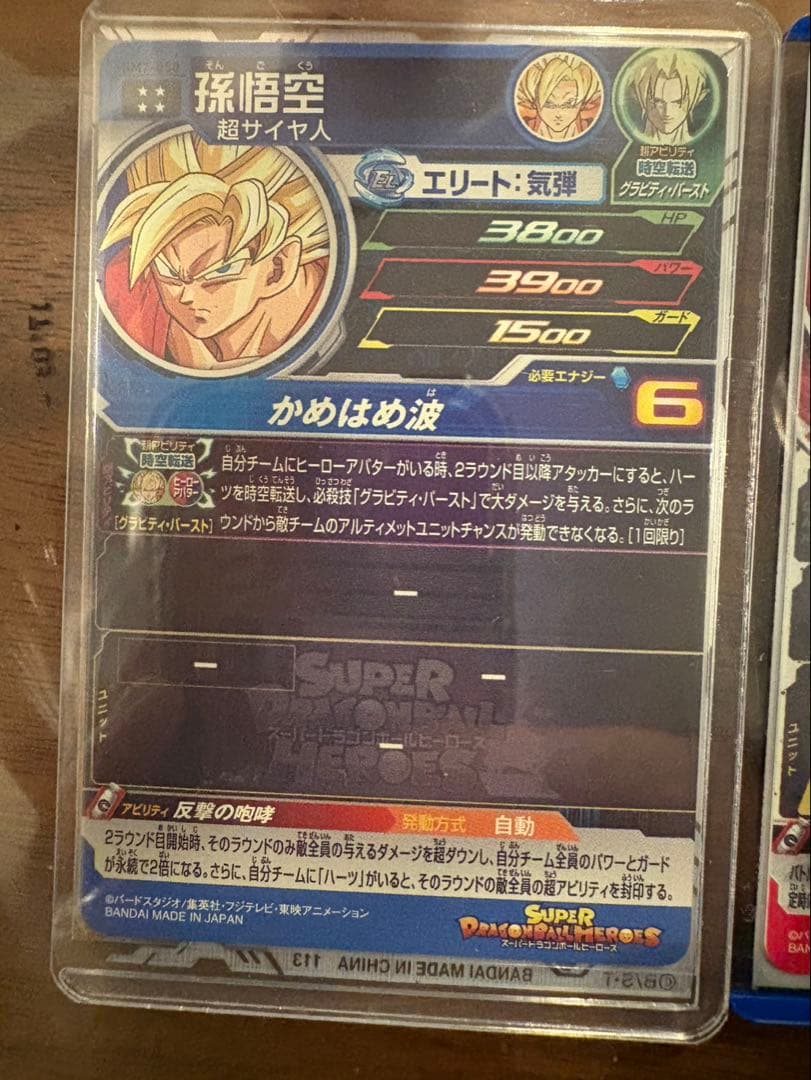 孫悟空
そん ご くう
超サイヤ人
超アビリティ
時空転送
グラビティ・バースト
EL エリート：気弾
HP
3800
パワー
3900
ガード
1500
必要エナジー 6
かめはめ波
は
超アビリティ
時空転送
ヒーロー
アバター
[グラビティ・バースト]
自分チームにヒーローアバターがいる時、2ラウンド目以降アタッカーにすると、ハー
ツを時空転送し、必殺技「グラビティ・バースト」で大ダメージを与える。さらに、次のラ
ウンドから敵チームのアルティメットユニットチャンスが発動できなくなる。[1回限り]
ー
ー ー
ー
ユニット
SUPER
DRAGONBALL
スーパードラゴンボールヒーローズ
HEROES
アビリティ 反撃の咆哮 発動方式 自動
2ラウンド目開始時、そのラウンドのみ敵全員の与えるダメージを超ダウンし、自分チーム全員のパワーとガード
が永続で2倍になる。さらに、自分チームに「ハーツ」がいると、そのラウンドの敵全員の超アビリティを封印する。
©バードスタジオ/集英社・フジテレビ・東映アニメーション
BANDAI MADE IN JAPAN
SUPER
DRAGONBALL HEROES
スーパードラゴンボールヒーローズ
©B/S・T BANDAI MADE IN CHINA 113
ユニット